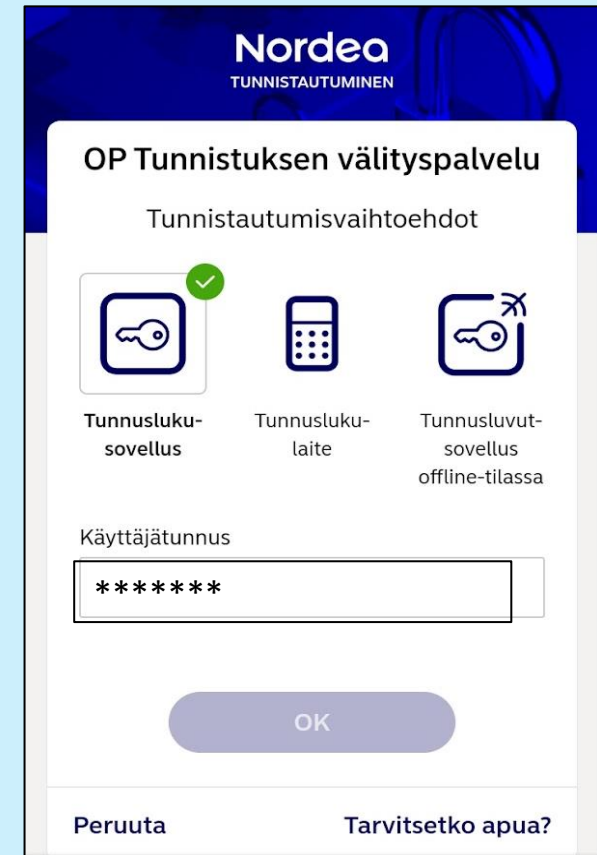 Nordea
TUNNISTAUTUMINEN
OP Tunnistuksen välityspalvelu
Tunnistautumisvaihtoehdot
Tunnusluku-
sovellus
Tunnusluku-
laite
Tunnusluvut-
sovellus
offline-tilassa
Käyttäjätunnus
*******
OK
Peruuta
Tarvitsetko apua?